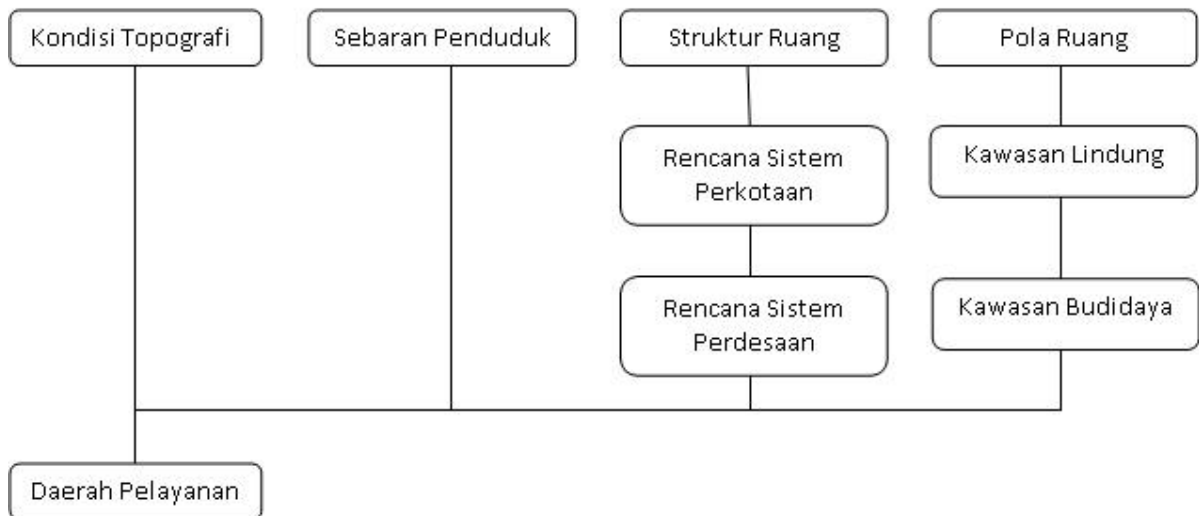 Kondisi Topografi
Sebaran Penduduk
Struktur Ruang
Pola Ruang
Rencana Sistem
Perkotaan
Kawasan Lindung
Rencana Sistem
Perdesaan
Kawasan Budidaya
Daerah Pelayanan